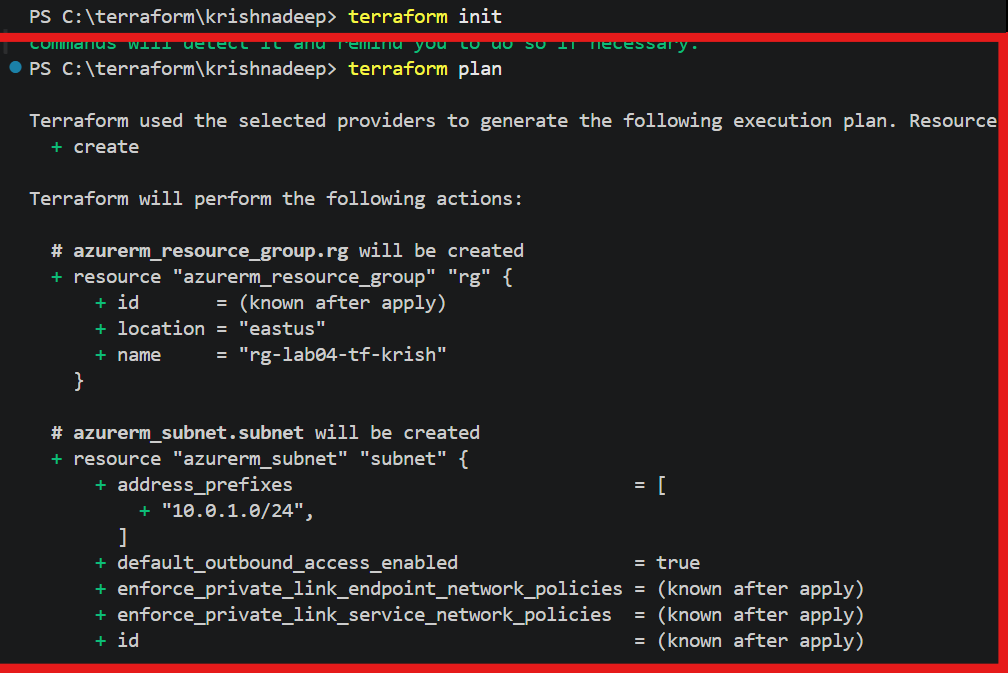 PS C:\terraform\krishnadeep> terraform init
commands will detect it and remind you to do so if necessary.
PS C:\terraform\krishnadeep> terraform plan
Terraform used the selected providers to generate the following execution plan. Resource
+ create
Terraform will perform the following actions:
# azurerm_resource_group.rg will be created
+ resource "azurerm_resource_group" "rg" {
+ id       = (known after apply)
+ location = "eastus"
+ name     = "rg-lab04-tf-krish"
}
# azurerm_subnet.subnet will be created
+ resource "azurerm_subnet" "subnet" {
+ address_prefixes                               = [
+ "10.0.1.0/24",
]
+ default_outbound_access_enabled                = true
+ enforce_private_link_endpoint_network_policies = (known after apply)
+ enforce_private_link_service_network_policies  = (known after apply)
+ id                                             = (known after apply)